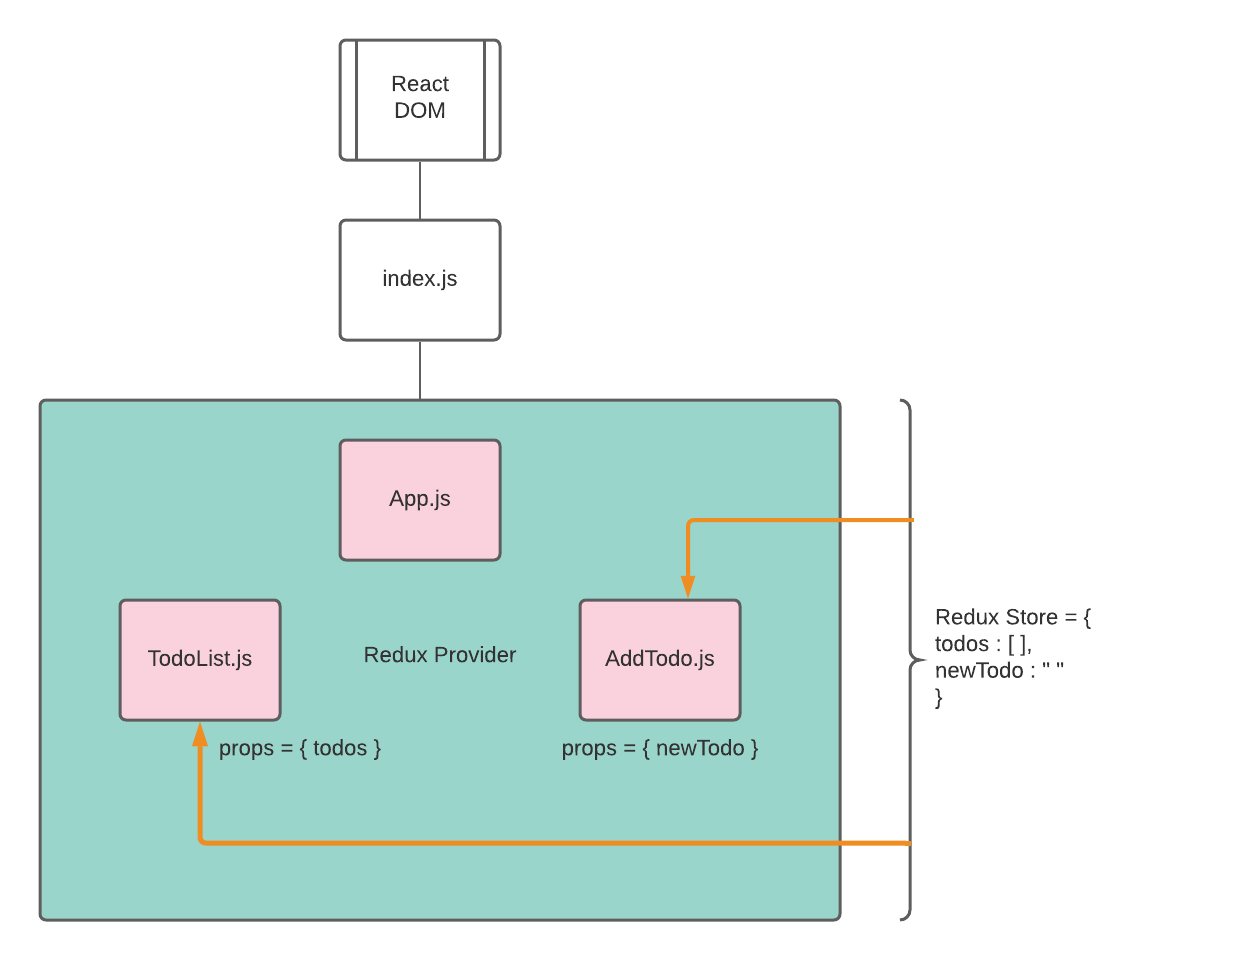 React
DOM
index.js
App.js
TodoList.js
Redux Provider
AddTodo.js
props = { todos }
props = { newTodo }
Redux Store = {
todos : [ ],
newTodo : " "
}